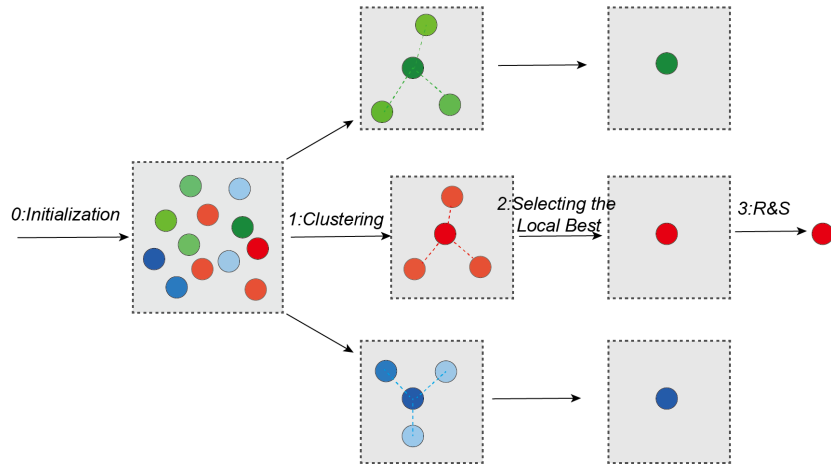 0:Initialization
1:Clustering
2:Selecting the
Local Best
3:R&S